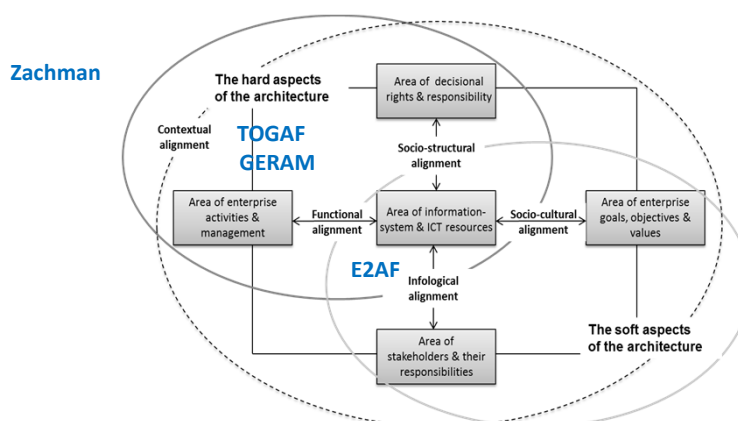 Zachman
The hard aspects
of the architecture
Area of decisional
rights & responsibility
Contextual
alignment
TOGAF
GERAM
Socio-structural
alignment
Area of enterprise
activities &
management
Functional
alignment
Area of information-
system & ICT resources
Socio-cultural
alignment
Area of enterprise
goals, objectives &
values
E2AF
Infological
alignment
The soft aspects
of the architecture
Area of
stakeholders & their
responsibilities